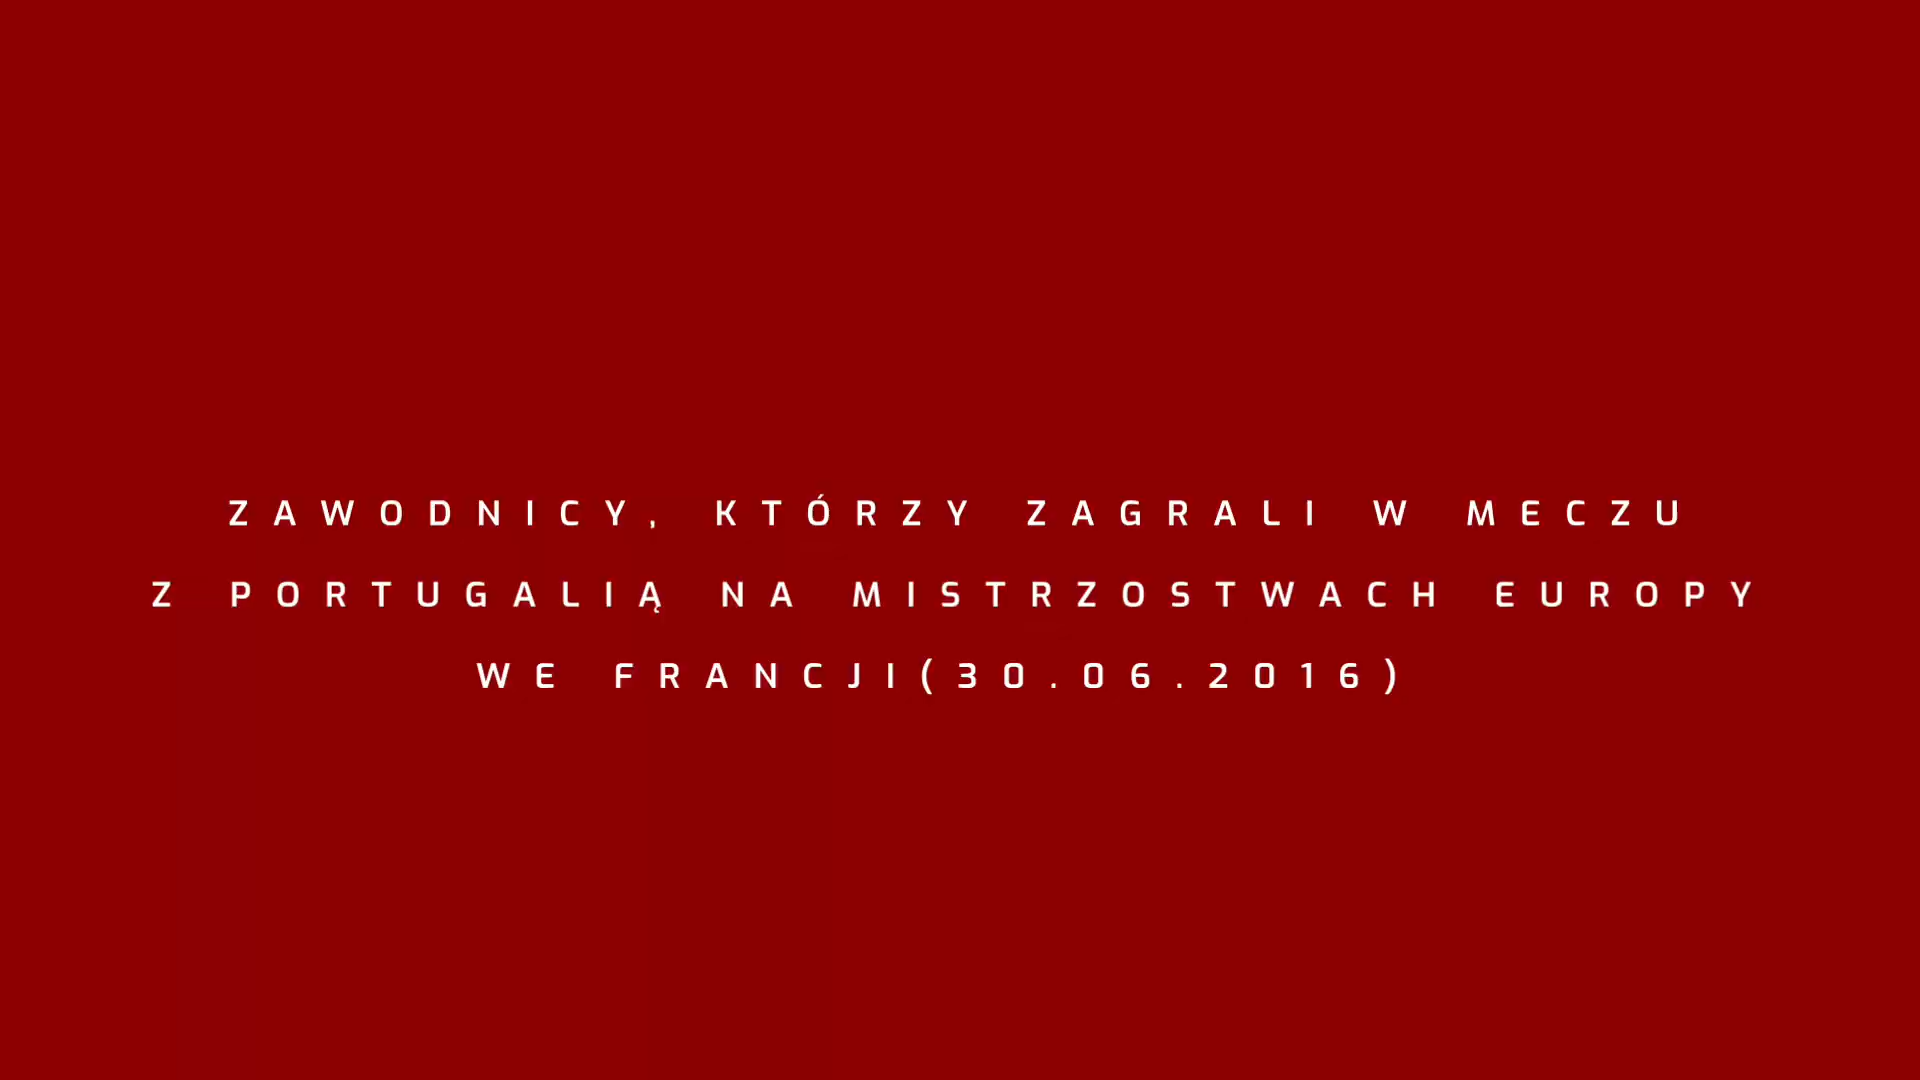 ZAWODNICY, KTÓRZY ZAGRALI W MECZU
Z PORTUGALIĄ NA MISTRZOSTWACH EUROPY
WE FRANCJI(30.06.2016)